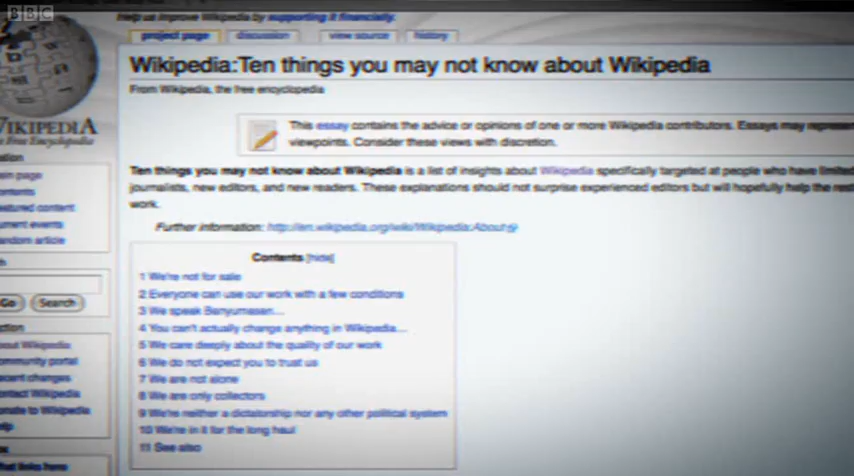 BBC
Help us improve Wikipedia by supporting it financially.
project page discussion view source history
Wikipedia:Ten things you may not know about Wikipedia
From Wikipedia, the free encyclopedia
WIKIPEDIA
Free Encyclopedia
This essay contains the advice or opinions of one or more Wikipedia contributors. Essays may represent
viewpoints. Consider these views with discretion.
Ten things you may not know about Wikipedia is a list of insights about Wikipedia specifically targeted at people who have limited
journalists, new editors, and new readers. These explanations should not surprise experienced editors but will hopefully help the rest
work.
Further information: http://en.wikipedia.org/wiki/Wikipedia:About
Contents [hide]
1 We're not for sale
2 Everyone can use our work with a few conditions
3 We speak Banyumasan...
4 You can't actually change anything in Wikipedia...
5 We care deeply about the quality of our work
6 We do not expect you to trust us
7 We are not alone
8 We are only collectors
9 We're neither a dictatorship nor any other political system
10 We're in it for the long haul
11 See also
page
featured content
current events
random article
Go Search
about Wikipedia
community portal
recent changes
contact Wikipedia
donate to Wikipedia
help
what links here